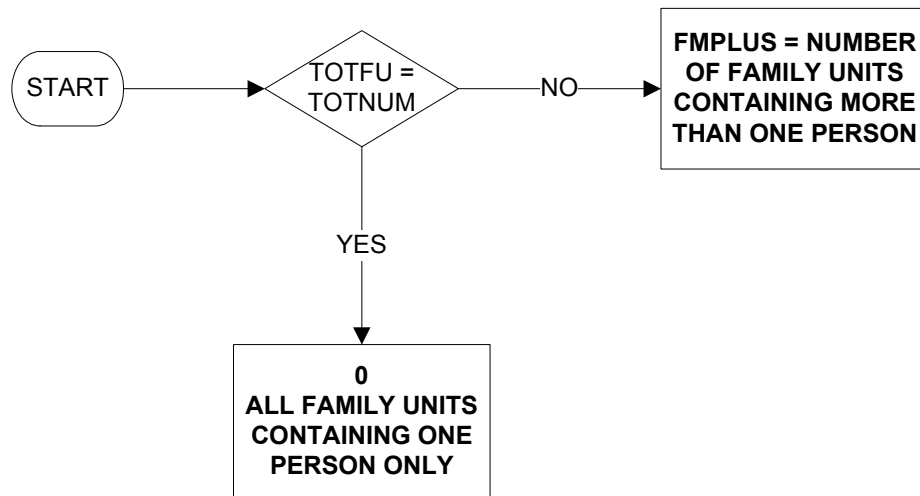 START
TOTFU =
TOTNUM
NO
FMPLUS = NUMBER
OF FAMILY UNITS
CONTAINING MORE
THAN ONE PERSON
YES
0
ALL FAMILY UNITS
CONTAINING ONE
PERSON ONLY